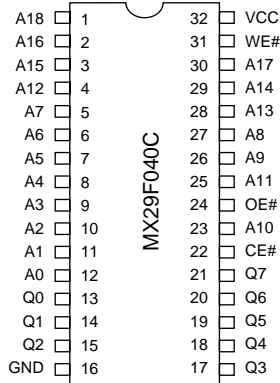 A18 1 32 VCC
A16 2 31 WE#
A15 3 30 A17
A12 4 29 A14
A7 5 28 A13
A6 6 27 A8
A5 7 26 A9
A4 8 25 A11
A3 9 24 OE#
A2 10 23 A10
A1 11 22 CE#
A0 12 21 Q7
Q0 13 20 Q6
Q1 14 19 Q5
Q2 15 18 Q4
GND 16 17 Q3
MX29F040C